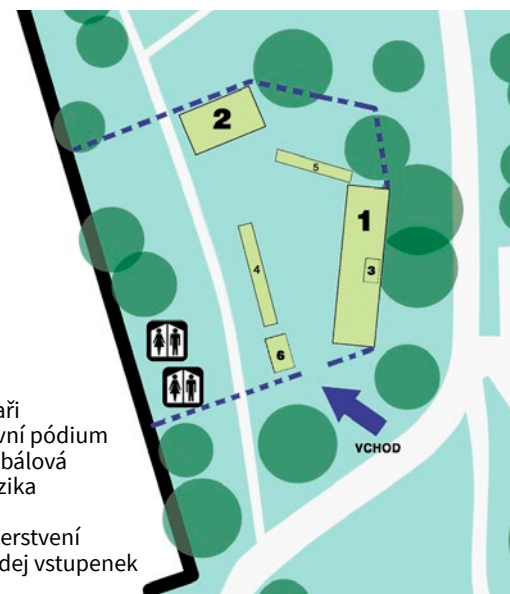 2
5
1
3
4
6
VCHOD
aři
vní pódium
bálová
zika
erstvení
dej vstupenek